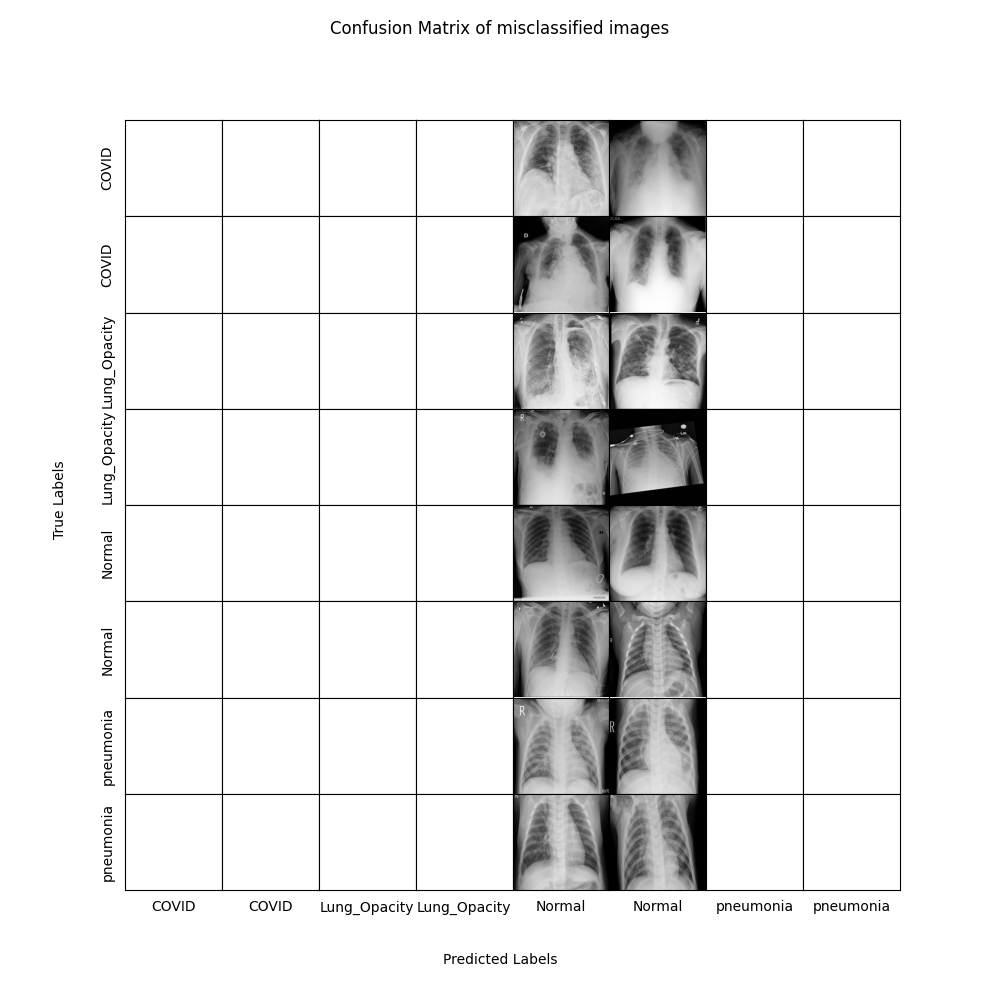 Confusion Matrix of misclassified images
True Labels
COVID
COVID
Lung_Opacity
Lung_Opacity
Normal
Normal
pneumonia
pneumonia
R
R
COVID
COVID
Lung_Opacity
Lung_Opacity
Normal
Normal
pneumonia
pneumonia
Predicted Labels